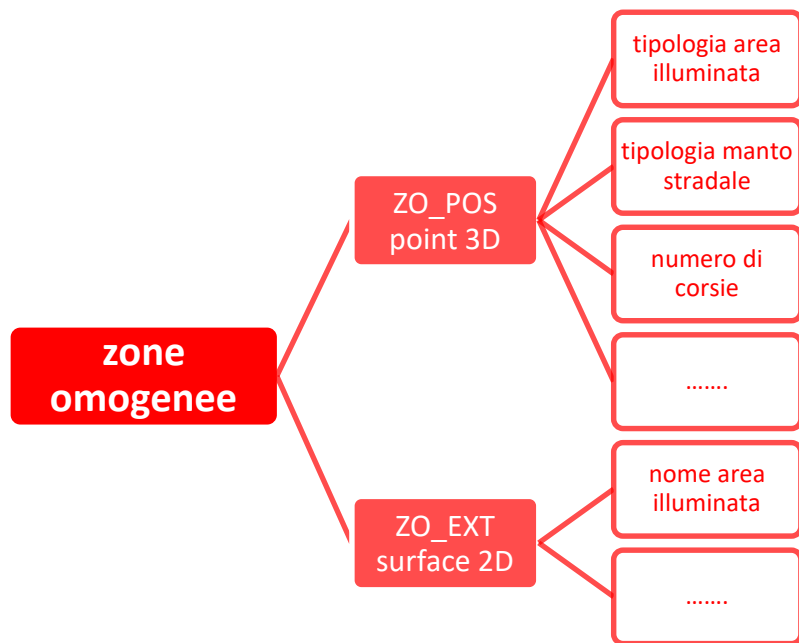 zone
omogenee
ZO_POS
point 3D
tipologia area
illuminata
tipologia manto
stradale
numero di
corsie
.......
ZO_EXT
surface 2D
nome area
illuminata
.......